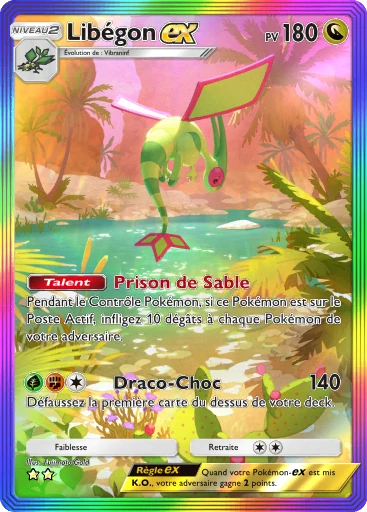 NIVEAU 2 Libégon ex PV 180
Évolution de : Vibraninf
Talent Prison de Sable
Pendant le Contrôle Pokémon, si ce Pokémon est sur le
Poste Actif, infligez 10 dégâts à chaque Pokémon de
votre adversaire.
Draco-Choc 140
Défaussez la première carte du dessus de votre deck.
Faiblesse Retraite
Illus.
Règle ex Quand votre Pokémon-ex est mis
K.O., votre adversaire gagne 2 points.